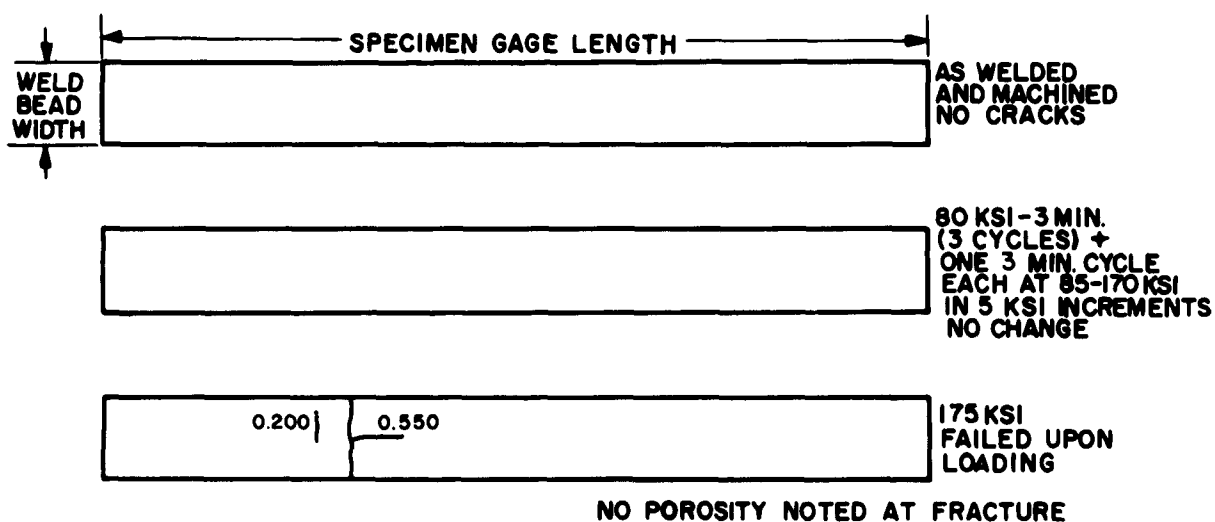 SPECIMEN GAGE LENGTH
WELD
BEAD
WIDTH
AS WELDED
AND MACHINED
NO CRACKS
80 KSI-3 MIN.
(3 CYCLES) +
ONE 3 MIN. CYCLE
EACH AT 85-170 KSI
IN 5 KSI INCREMENTS
NO CHANGE
0.200
0.550
175 KSI
FAILED UPON
LOADING
NO POROSITY NOTED AT FRACTURE